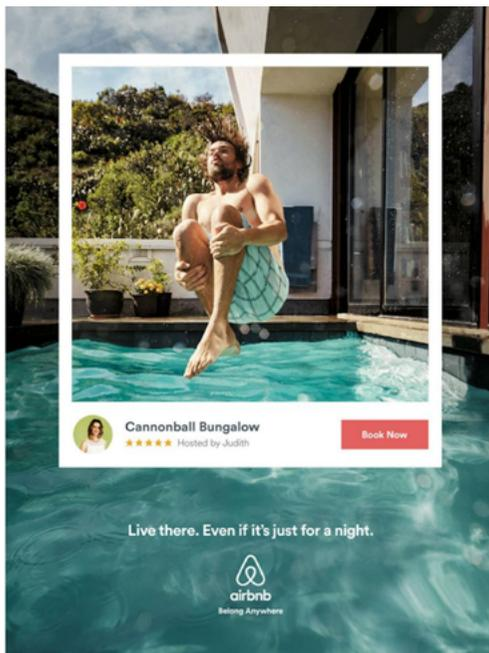 Cannonball Bungalow
Hosted by Judith
Book Now
Live there. Even if it's just for a night.
airbnb
Belong Anywhere